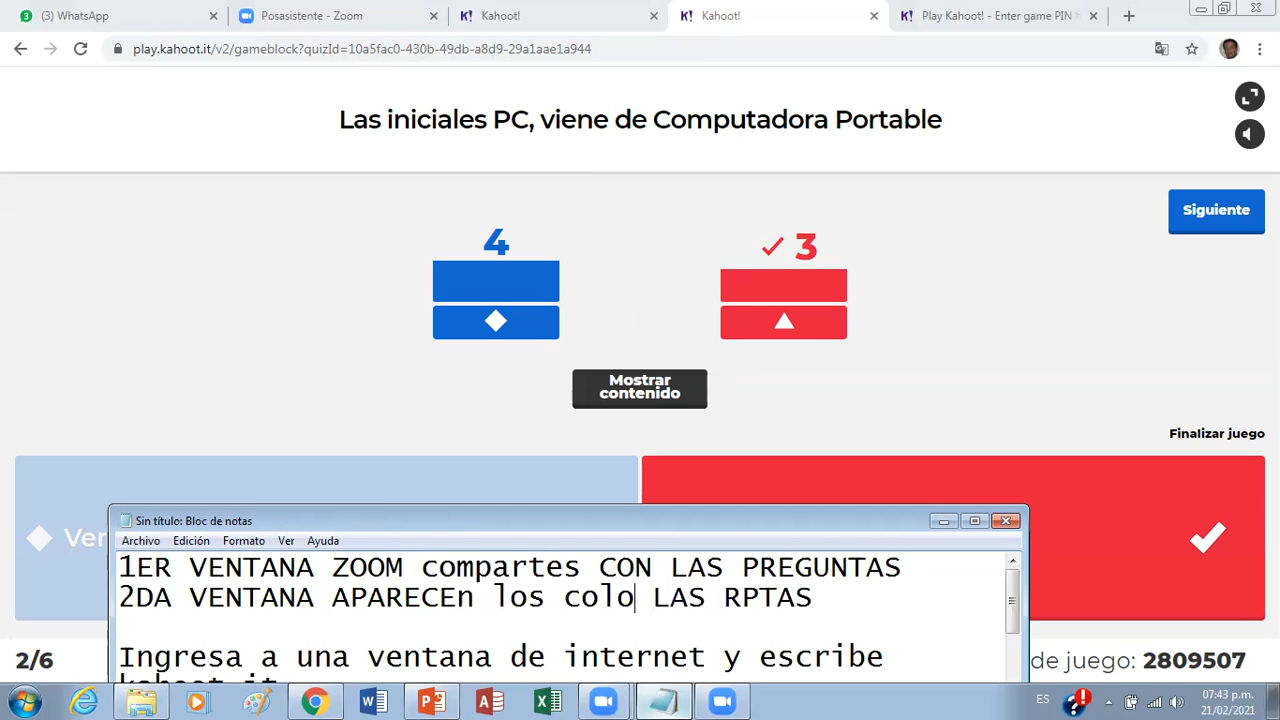 (3) WhatsApp
Posasistente - Zoom
K! Kahoot!
K! Kahoot!
K! Play Kahoot! - Enter game PIN
play.kahoot.it/v2/gameblock?quizId=10a5fac0-430b-49db-a8d9-29a1aae1a944
Las iniciales PC, viene de Computadora Portable
Siguiente
4
3
Mostrar
contenido
Finalizar juego
Ver
Sin título: Bloc de notas
Archivo Edición Formato Ver Ayuda
1ER VENTANA ZOOM compartes CON LAS PREGUNTAS
2DA VENTANA APARECEn los colo LAS RPTAS
Ingresa a una ventana de internet y escribe
kahoot.it
2/6
de juego: 2809507
ES
07:43 p.m.
21/02/2021